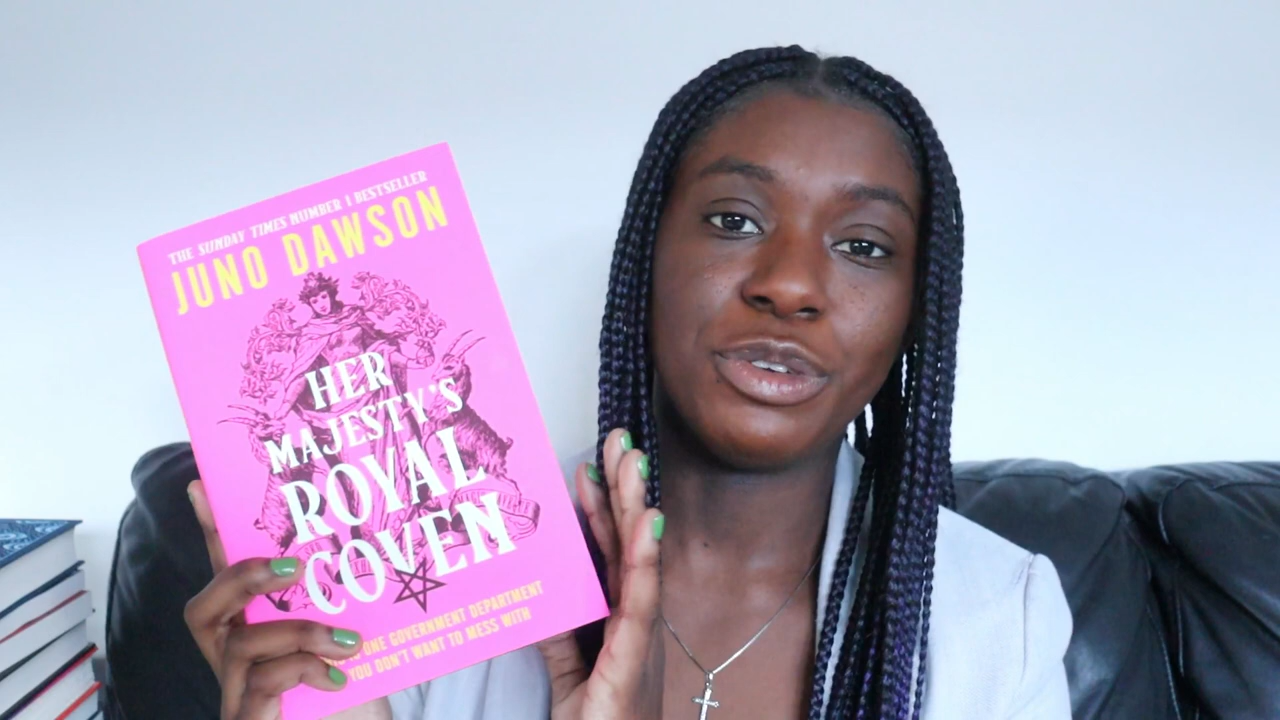 THE SUNDAY TIMES NUMBER 1 BESTSELLER
JUNO DAWSON
HER
MAJESTY'S
ROYAL
COVEN
ONE GOVERNMENT DEPARTMENT
YOU DON'T WANT TO MESS WITH